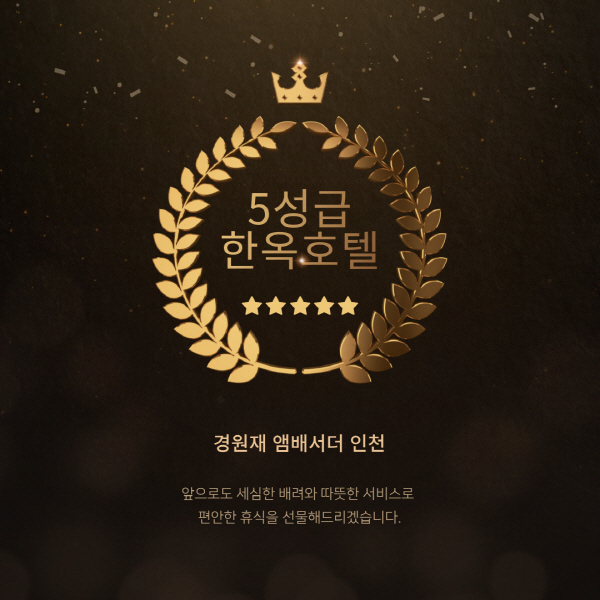 5성급
한옥호텔
경원재 앰배서더 인천
앞으로도 세심한 배려와 따뜻한 서비스로
편안한 휴식을 선물해드리겠습니다.